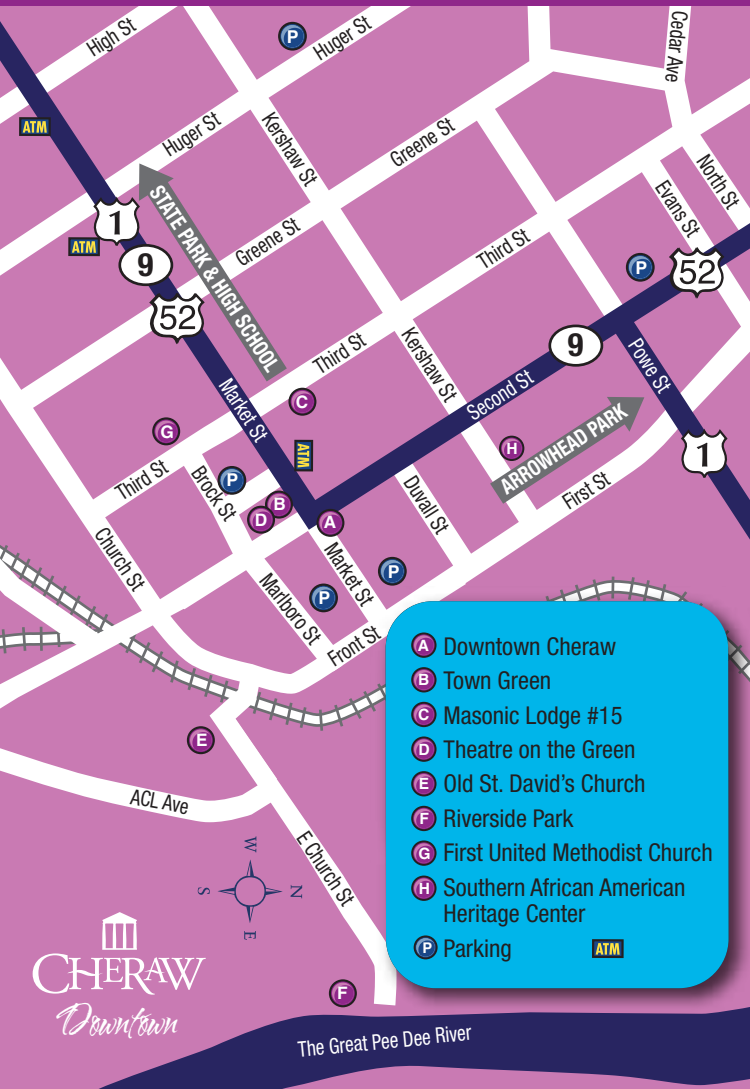 High St
P
Huger St
Cedar Ave
ATM
Huger St
Kershaw St
Greene St
North St
Evans St
1
STATE PARK & HIGH SCHOOL
ATM
9
Greene St
Third St
P
52
52
Third St
Kershaw St
9
Powe St
Market St
C
Second St
G
ATM
H
ARROWHEAD PARK
1
Third St
Brock St
P
B
D
A
Duvall St
First St
Church St
Market St
P
Marlboro St
P
Front St
E
ACL Ave
E Church St
W
S
N
E
A Downtown Cheraw
B Town Green
C Masonic Lodge #15
D Theatre on the Green
E Old St. David's Church
F Riverside Park
G First United Methodist Church
H Southern African American
Heritage Center
P Parking
ATM
CHERAW
Downtown
F
The Great Pee Dee River